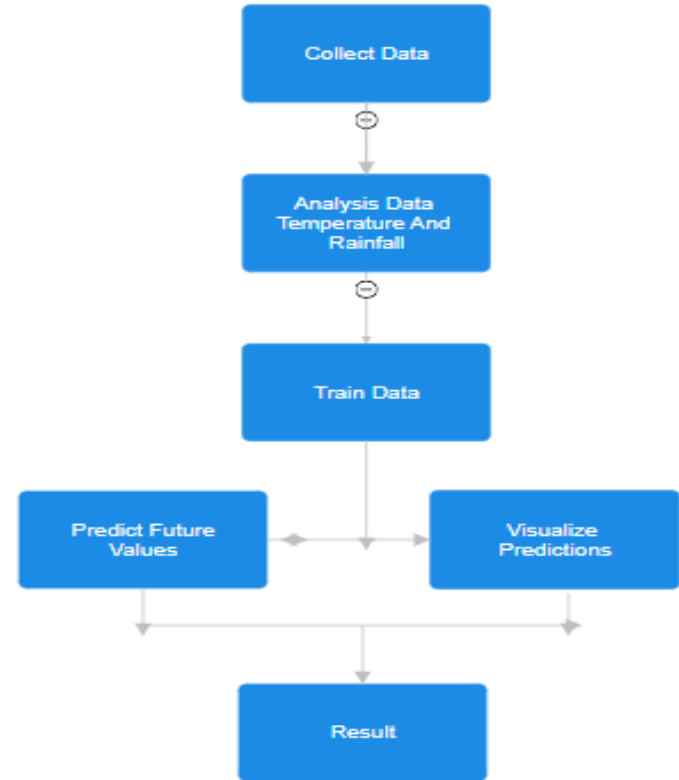 Collect Data
Analysis Data
Temperature And
Rainfall
Train Data
Predict Future
Values
Visualize
Predictions
Result